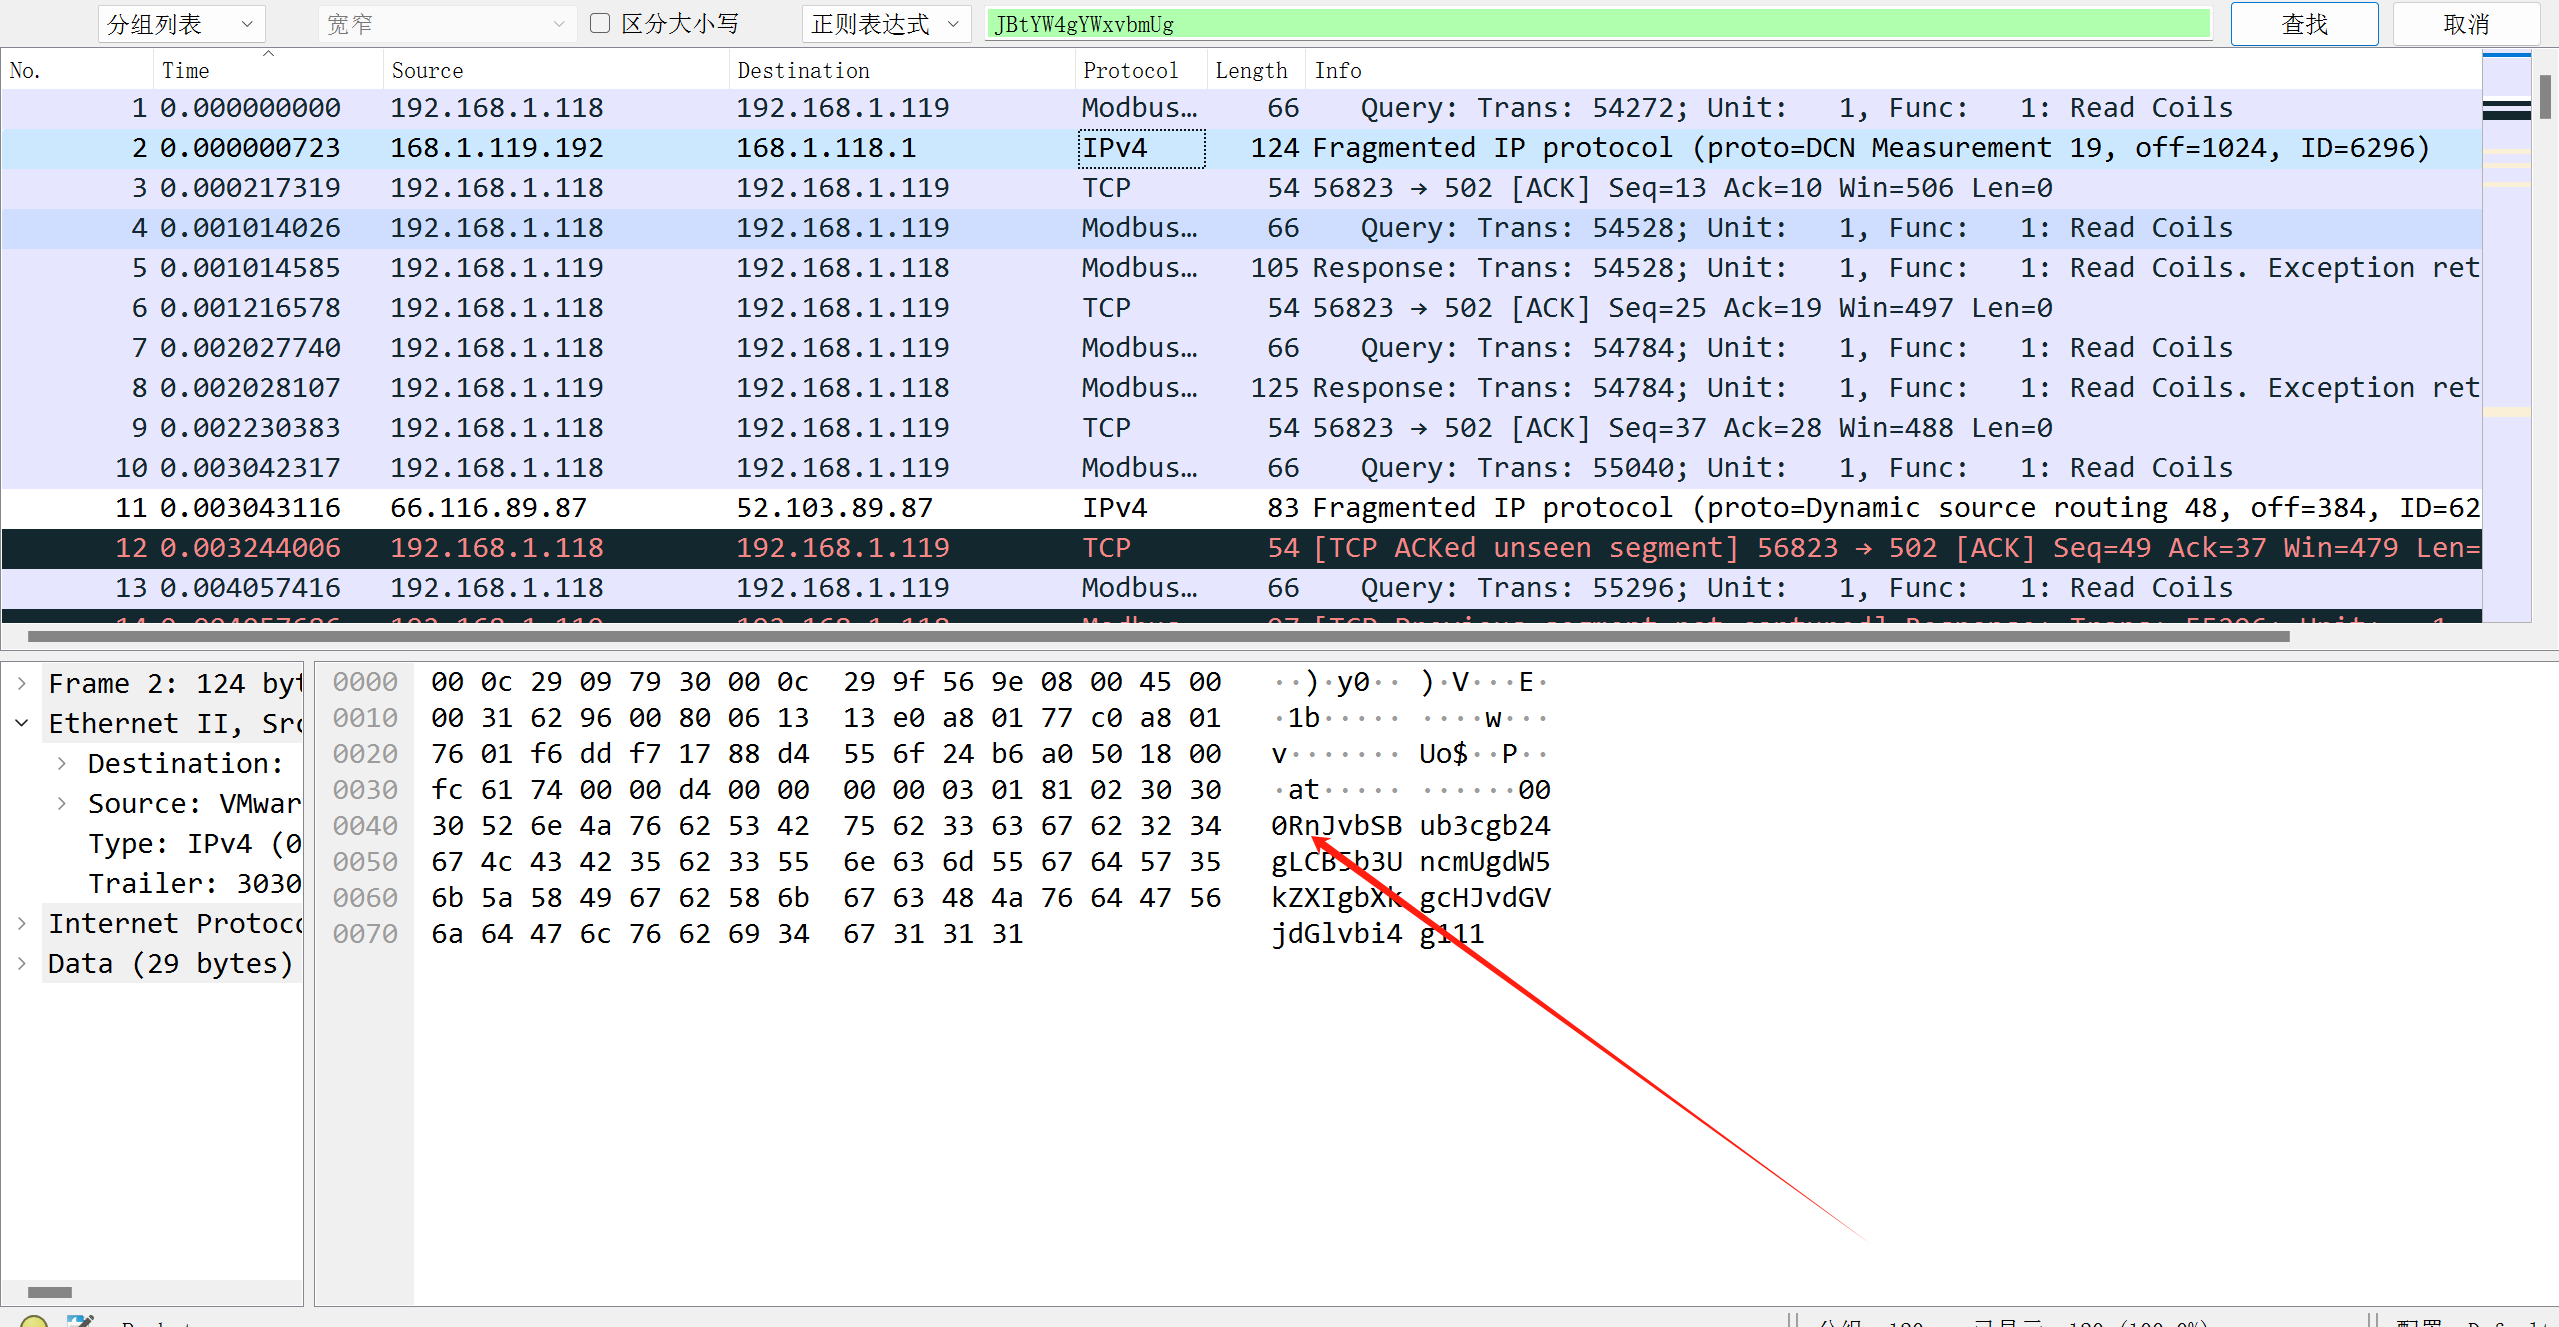 分组列表 宽窄 区分大小写 正则表达式 JBtYW4gYWxvbmUg 查找 取消
No. Time Source Destination Protocol Length Info
1 0.000000000 192.168.1.118 192.168.1.119 Modbus… 66 Query: Trans: 54272; Unit: 1, Func: 1: Read Coils
2 0.000000723 168.1.119.192 168.1.118.1 IPv4 124 Fragmented IP protocol (proto=DCN Measurement 19, off=1024, ID=6296)
3 0.000217319 192.168.1.118 192.168.1.119 TCP 54 56823 → 502 [ACK] Seq=13 Ack=10 Win=506 Len=0
4 0.001014026 192.168.1.118 192.168.1.119 Modbus… 66 Query: Trans: 54528; Unit: 1, Func: 1: Read Coils
5 0.001014585 192.168.1.119 192.168.1.118 Modbus… 105 Response: Trans: 54528; Unit: 1, Func: 1: Read Coils. Exception ret
6 0.001216578 192.168.1.118 192.168.1.119 TCP 54 56823 → 502 [ACK] Seq=25 Ack=19 Win=497 Len=0
7 0.002027740 192.168.1.118 192.168.1.119 Modbus… 66 Query: Trans: 54784; Unit: 1, Func: 1: Read Coils
8 0.002028107 192.168.1.119 192.168.1.118 Modbus… 125 Response: Trans: 54784; Unit: 1, Func: 1: Read Coils. Exception ret
9 0.002230383 192.168.1.118 192.168.1.119 TCP 54 56823 → 502 [ACK] Seq=37 Ack=28 Win=488 Len=0
10 0.003042317 192.168.1.118 192.168.1.119 Modbus… 66 Query: Trans: 55040; Unit: 1, Func: 1: Read Coils
11 0.003043116 66.116.89.87 52.103.89.87 IPv4 83 Fragmented IP protocol (proto=Dynamic source routing 48, off=384, ID=62
12 0.003244006 192.168.1.118 192.168.1.119 TCP 54 [TCP ACKed unseen segment] 56823 → 502 [ACK] Seq=49 Ack=37 Win=479 Len=
13 0.004057416 192.168.1.118 192.168.1.119 Modbus… 66 Query: Trans: 55296; Unit: 1, Func: 1: Read Coils
Frame 2: 124 byt
Ethernet II, Src
Destination:
Source: VMwar
Type: IPv4 (0
Trailer: 3030
Internet Protoco
Data (29 bytes)
0000 00 0c 29 09 79 30 00 0c 29 9f 56 9e 08 00 45 00 ··)·y0·· )·V···E·
0010 00 31 62 96 00 80 06 13 13 e0 a8 01 77 c0 a8 01 ·1b····· ····w···
0020 76 01 f6 dd f7 17 88 d4 55 6f 24 b6 a0 50 18 00 v······· Uo$··P··
0030 fc 61 74 00 00 d4 00 00 00 00 03 01 81 02 30 30 ·at····· ······00
0040 30 52 6e 4a 76 62 53 42 75 62 33 63 67 62 32 34 0RnJvbSB ub3cgb24
0050 67 4c 43 42 35 62 33 55 6e 63 6d 55 67 64 57 35 gLCB5b3U ncmUgdW5
0060 6b 5a 58 49 67 62 58 6b 67 63 48 4a 76 64 47 56 kZXIgbXk gcHJvdGV
0070 6a 64 47 6c 76 62 69 34 67 31 31 31 jdGlvbi4 g111